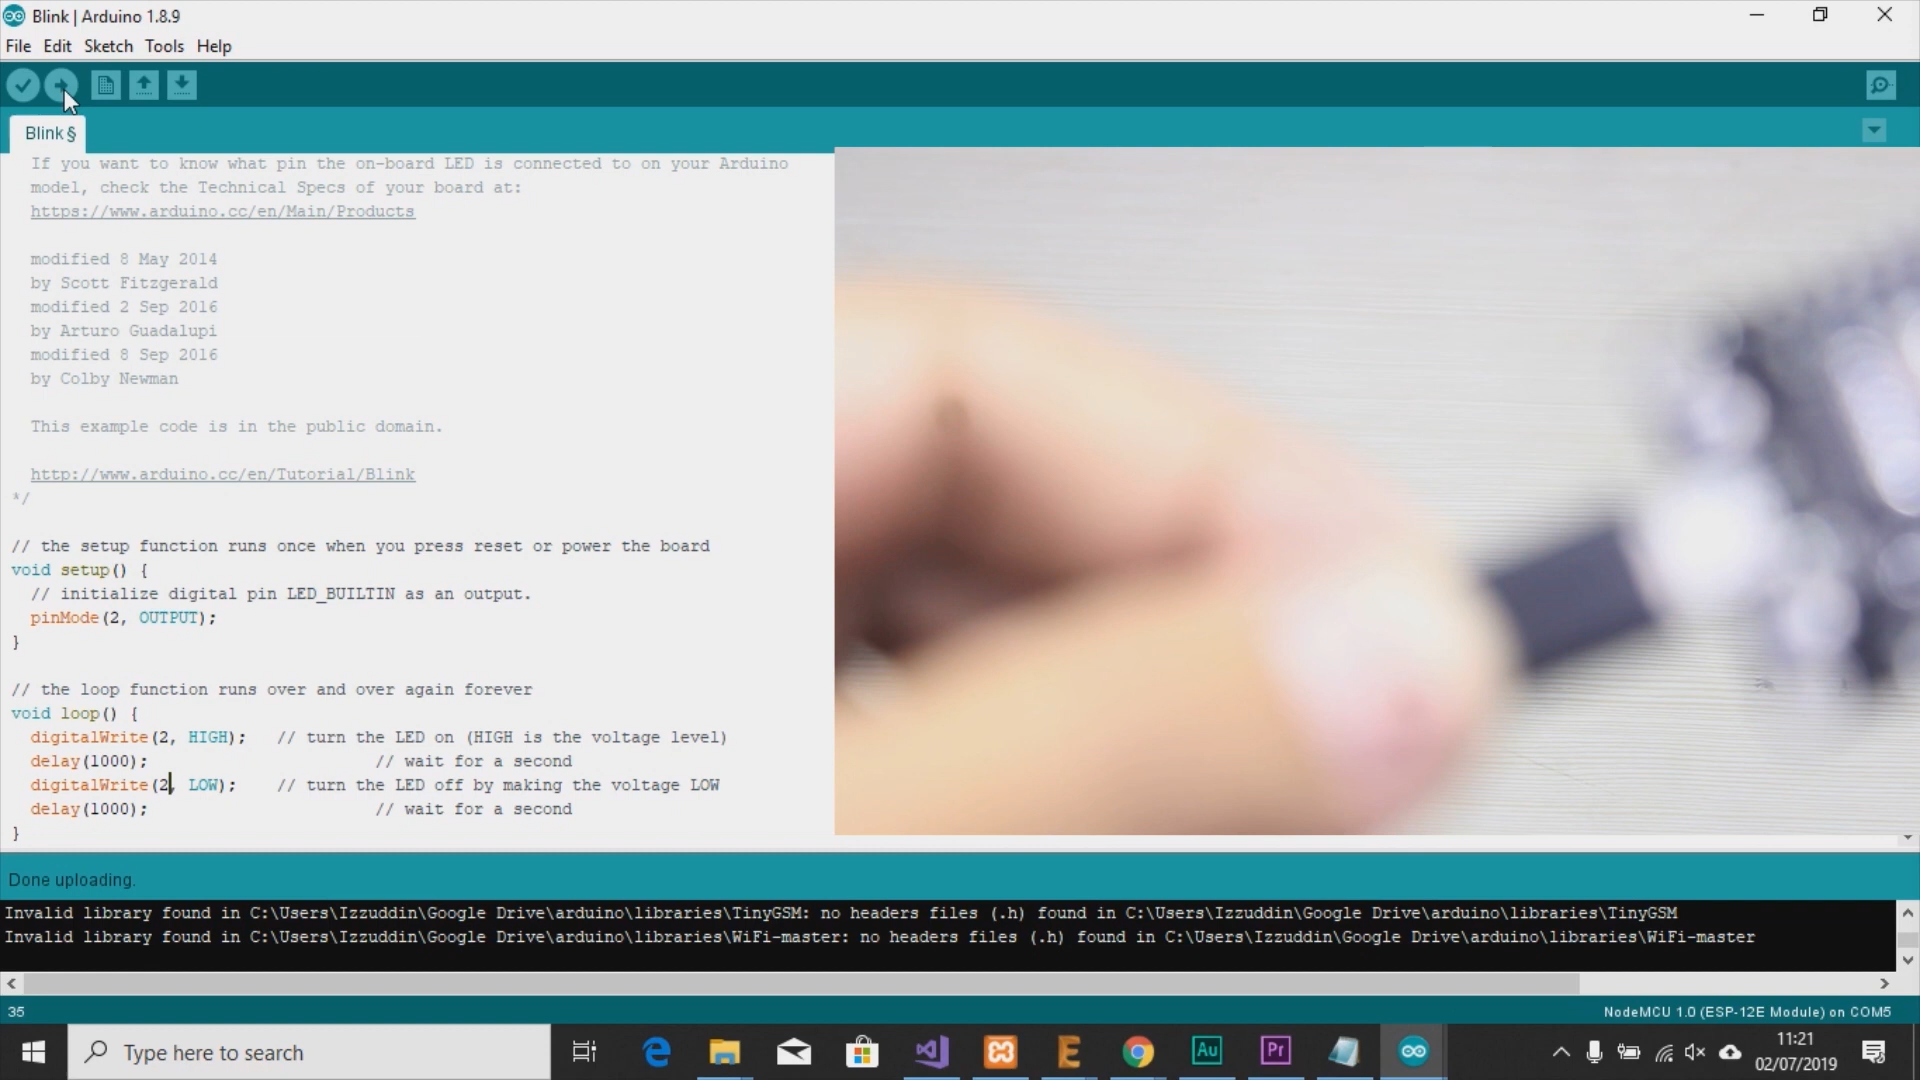 Blink | Arduino 1.8.9
File Edit Sketch Tools Help
Blink §
If you want to know what pin the on-board LED is connected to on your Arduino
model, check the Technical Specs of your board at:
https://www.arduino.cc/en/Main/Products
modified 8 May 2014
by Scott Fitzgerald
modified 2 Sep 2016
by Arturo Guadalupi
modified 8 Sep 2016
by Colby Newman
This example code is in the public domain.
http://www.arduino.cc/en/Tutorial/Blink
*/
// the setup function runs once when you press reset or power the board
void setup() {
// initialize digital pin LED_BUILTIN as an output.
pinMode(2, OUTPUT);
}
// the loop function runs over and over again forever
void loop() {
digitalWrite(2, HIGH); // turn the LED on (HIGH is the voltage level)
delay(1000); // wait for a second
digitalWrite(2, LOW); // turn the LED off by making the voltage LOW
delay(1000); // wait for a second
}
Done uploading.
Invalid library found in C:\Users\Izzuddin\Google Drive\arduino\libraries\TinyGSM: no headers files (.h) found in C:\Users\Izzuddin\Google Drive\arduino\libraries\TinyGSM
Invalid library found in C:\Users\Izzuddin\Google Drive\arduino\libraries\WiFi-master: no headers files (.h) found in C:\Users\Izzuddin\Google Drive\arduino\libraries\WiFi-master
35
NodeMCU 1.0 (ESP-12E Module) on COM5
Type here to search
Au
Pr
11:21
02/07/2019